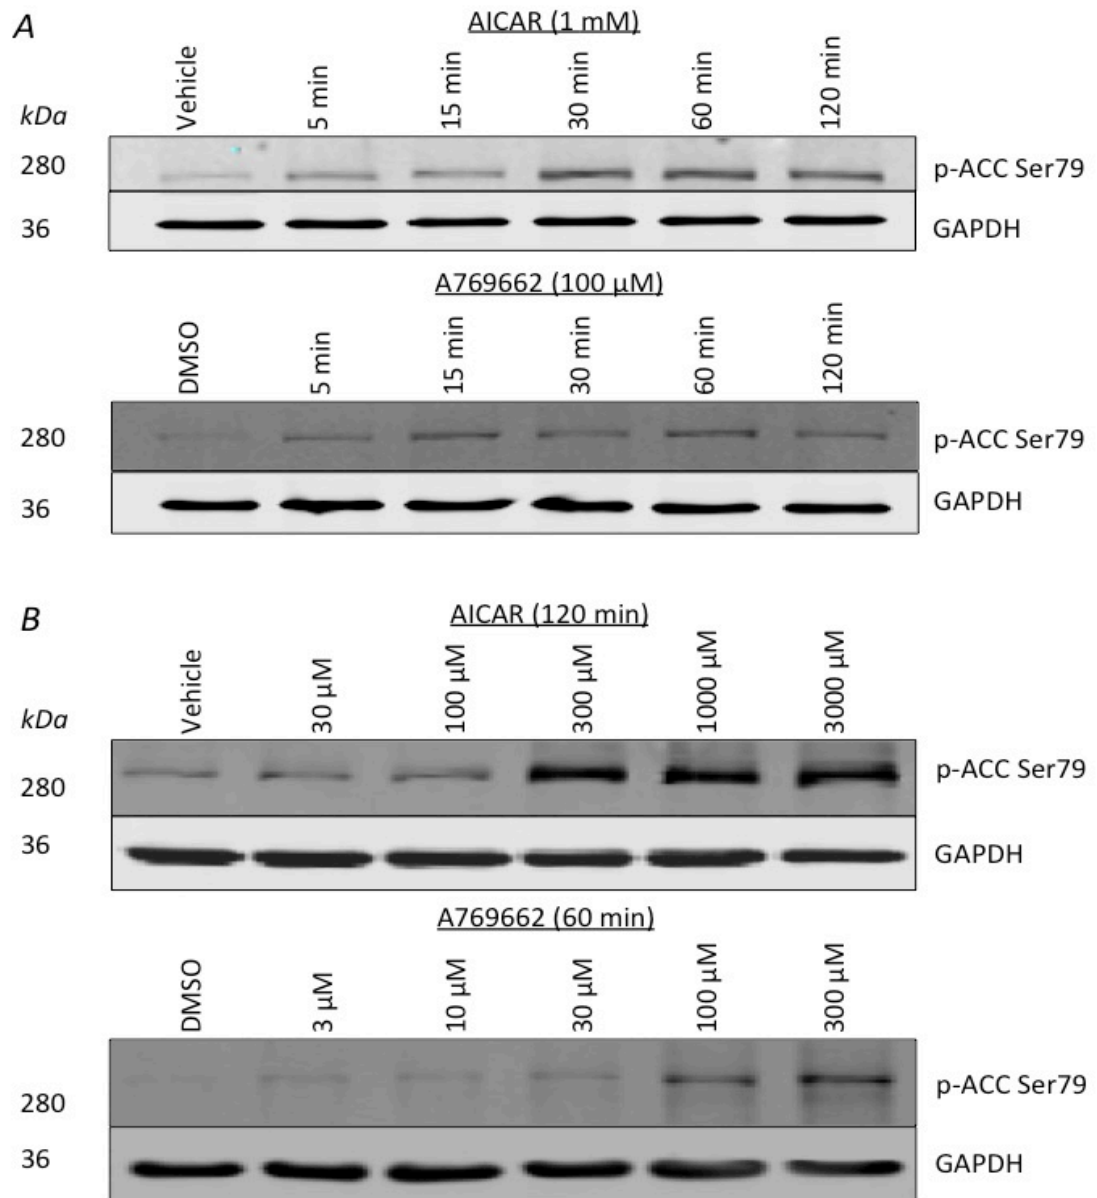 A
AICAR (1 mM)
kDa
Vehicle
5 min
15 min
30 min
60 min
120 min
280
p-ACC Ser79
36
GAPDH
A769662 (100 µM)
DMSO
5 min
15 min
30 min
60 min
120 min
280
p-ACC Ser79
36
GAPDH
B
AICAR (120 min)
kDa
Vehicle
30 µM
100 µM
300 µM
1000 µM
3000 µM
280
p-ACC Ser79
36
GAPDH
A769662 (60 min)
DMSO
3 µM
10 µM
30 µM
100 µM
300 µM
280
p-ACC Ser79
36
GAPDH